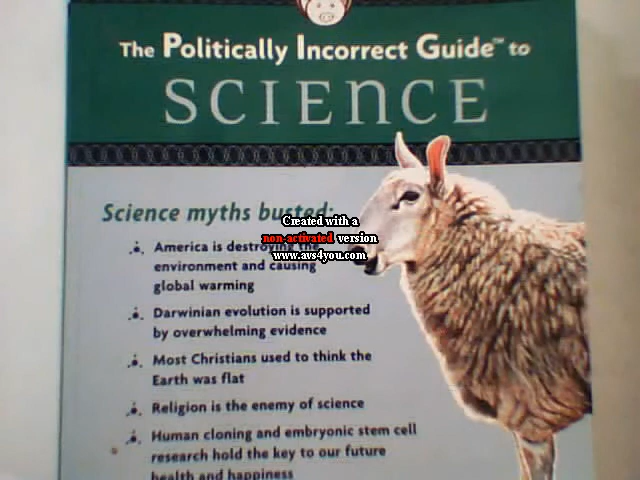 The Politically Incorrect Guide™ to
SCIENCE
Science myths busted:
America is destroying the
environment and causing
global warming
Darwinian evolution is supported
by overwhelming evidence
Most Christians used to think the
Earth was flat
Religion is the enemy of science
Human cloning and embryonic stem cell
research hold the key to our future
health and happiness
Created with a
non-activated version
www.avs4you.com